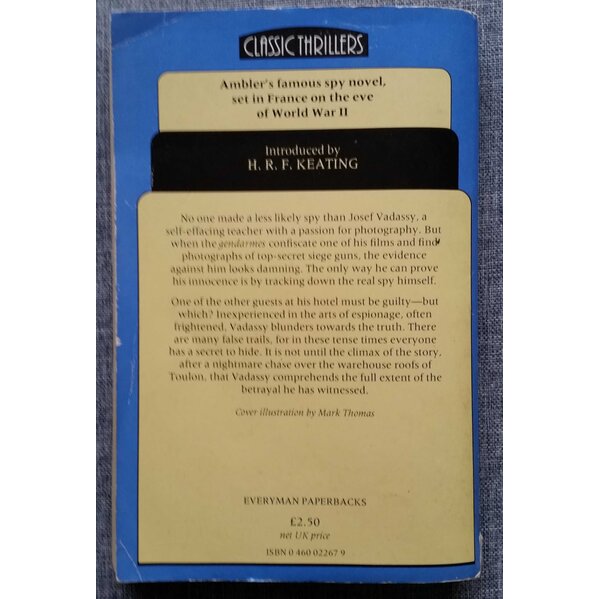 CLASSIC THRILLERS
Ambler's famous spy novel,
set in France on the eve
of World War II
Introduced by
H. R. F. KEATING
No one made a less likely spy than Josef Vadassy, a
self-effacing teacher with a passion for photography. But
when the gendarmes confiscate one of his films and find
photographs of top-secret siege guns, the evidence
against him looks damning. The only way he can prove
his innocence is by tracking down the real spy himself.
One of the other guests at his hotel must be guilty—but
which? Inexperienced in the arts of espionage, often
frightened, Vadassy blunders towards the truth. There
are many false trails, for in these tense times everyone
has a secret to hide. It is not until the climax of the story,
after a nightmare chase over the warehouse roofs of
Toulon, that Vadassy comprehends the full extent of the
betrayal he has witnessed.
Cover illustration by Mark Thomas
EVERYMAN PAPERBACKS
£2.50
net UK price
ISBN 0 460 02267 9